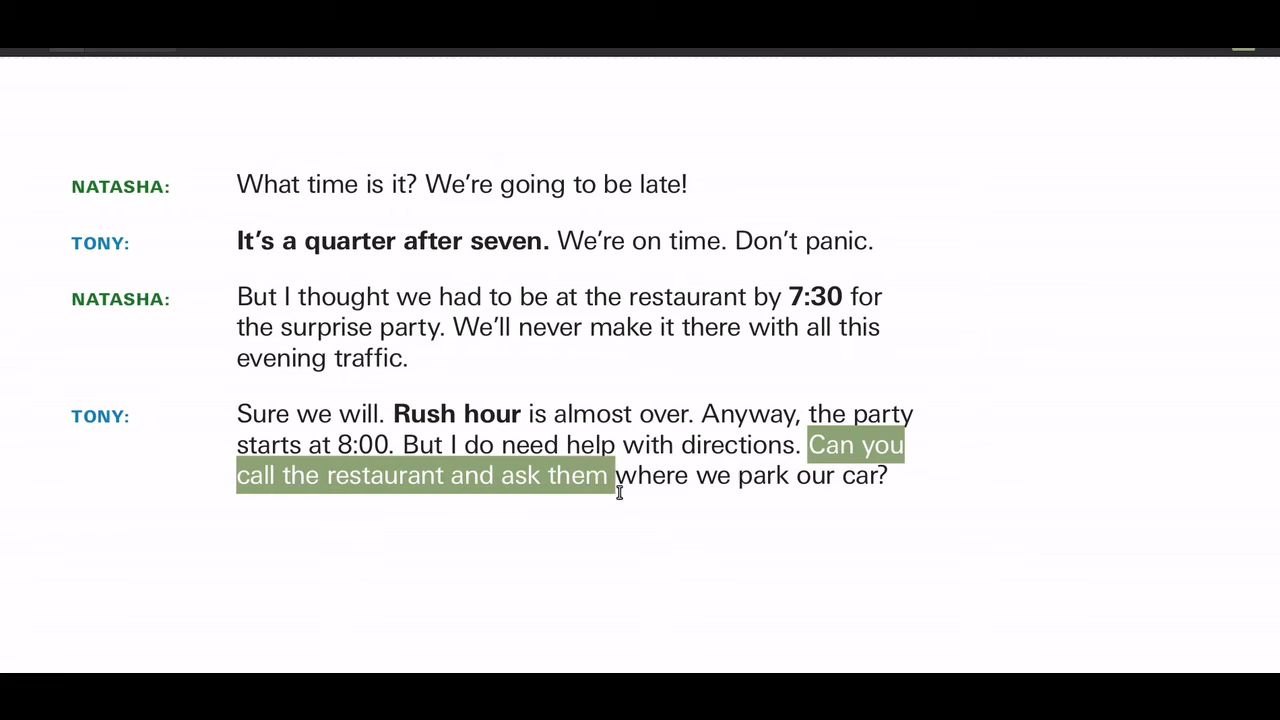 NATASHA: What time is it? We're going to be late!
TONY: It's a quarter after seven. We're on time. Don't panic.
NATASHA: But I thought we had to be at the restaurant by 7:30 for
the surprise party. We'll never make it there with all this
evening traffic.
TONY: Sure we will. Rush hour is almost over. Anyway, the party
starts at 8:00. But I do need help with directions. Can you
call the restaurant and ask them where we park our car?